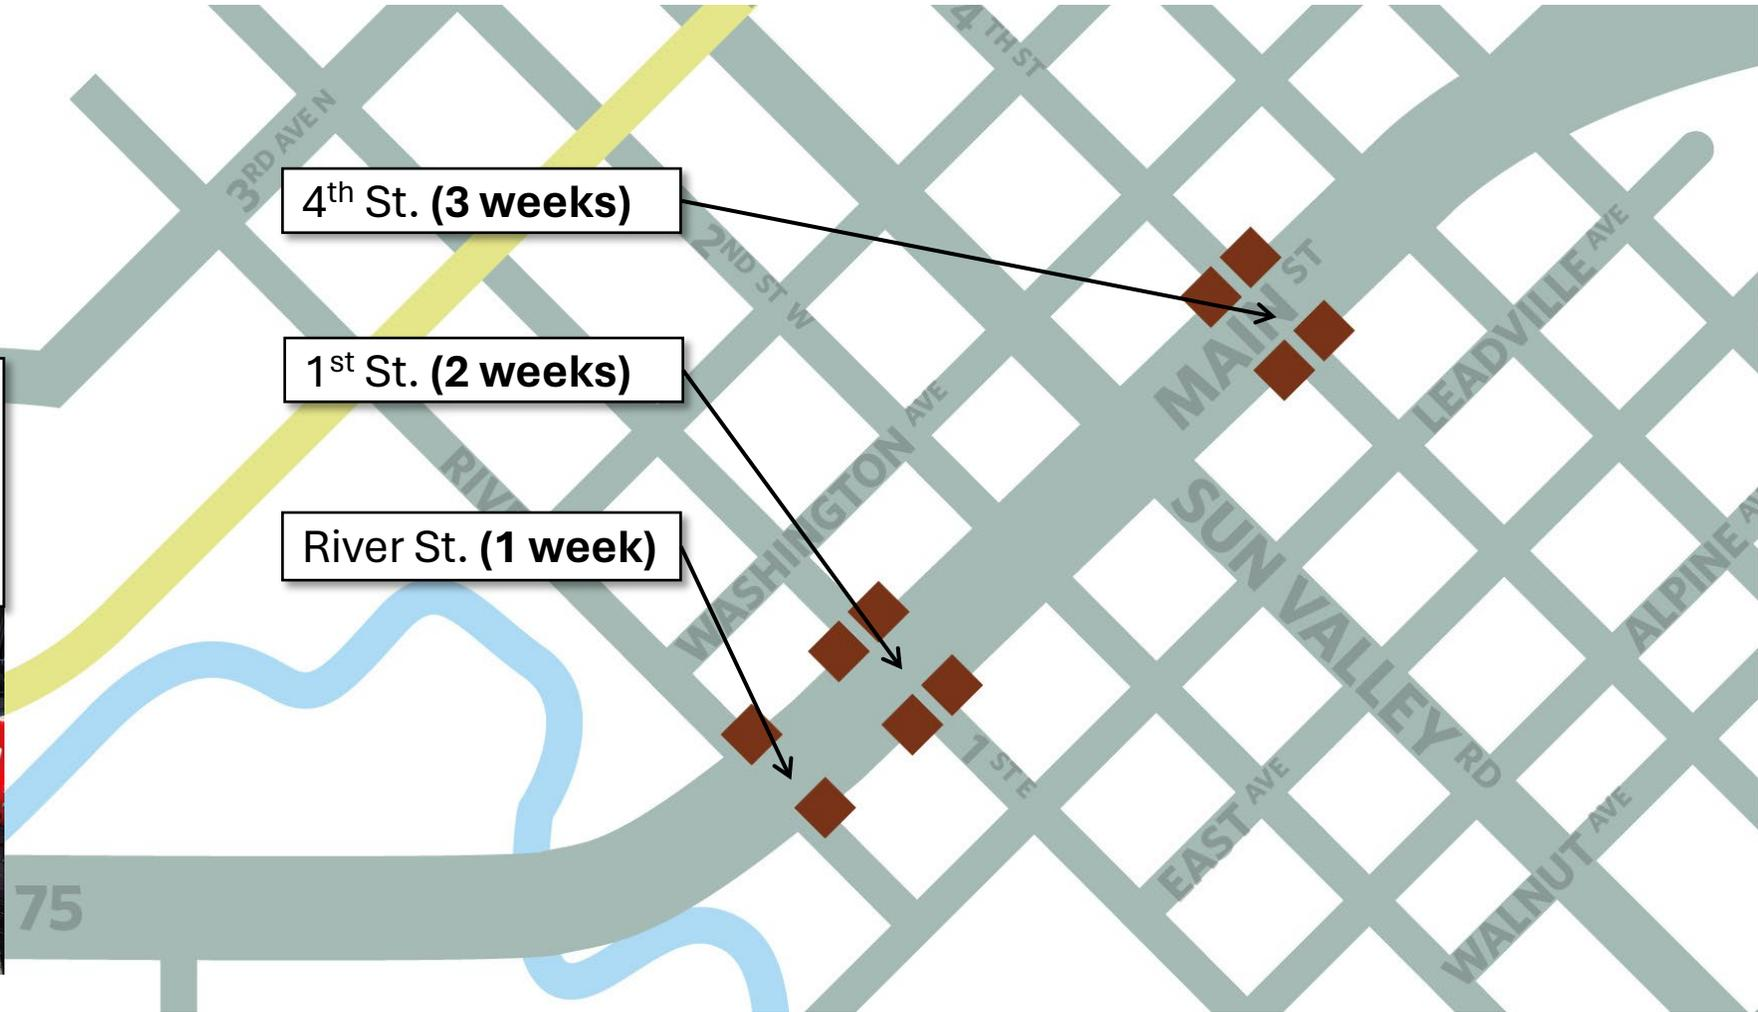 4TH ST
3RD AVE N
4th St. (3 weeks)
2ND ST W
MAIN ST
LEADVILLE AVE
1st St. (2 weeks)
WASHINGTON AVE
River St. (1 week)
SUN VALLEY RD
ALPINE
1 ST E
EAST AVE
WALNUT AVE
75